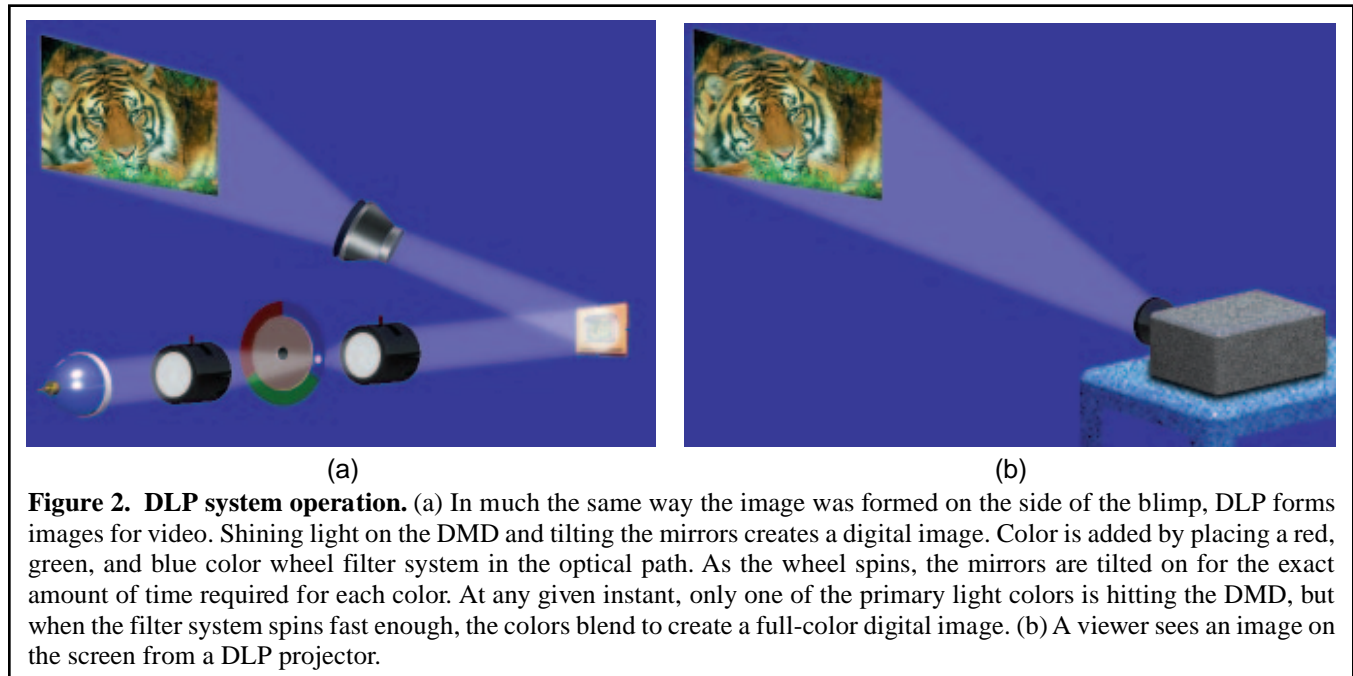 (a)
(b)
Figure 2. DLP system operation. (a) In much the same way the image was formed on the side of the blimp, DLP forms
images for video. Shining light on the DMD and tilting the mirrors creates a digital image. Color is added by placing a red,
green, and blue color wheel filter system in the optical path. As the wheel spins, the mirrors are tilted on for the exact
amount of time required for each color. At any given instant, only one of the primary light colors is hitting the DMD, but
when the filter system spins fast enough, the colors blend to create a full-color digital image. (b) A viewer sees an image on
the screen from a DLP projector.